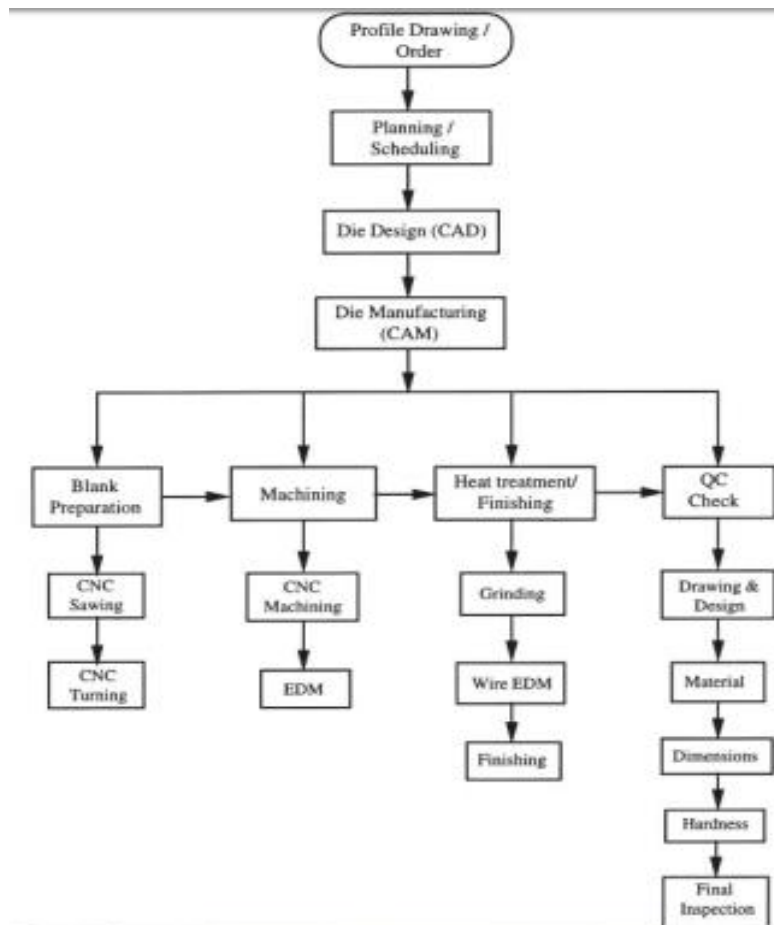 Profile Drawing /
Order
Planning /
Scheduling
Die Design (CAD)
Die Manufacturing
(CAM)
Blank
Preparation
Machining
Heat treatment/
Finishing
QC
Check
CNC
Sawing
CNC
Machining
Grinding
Drawing &
Design
CNC
Turning
EDM
Wire EDM
Material
Finishing
Dimensions
Hardness
Final
Inspection